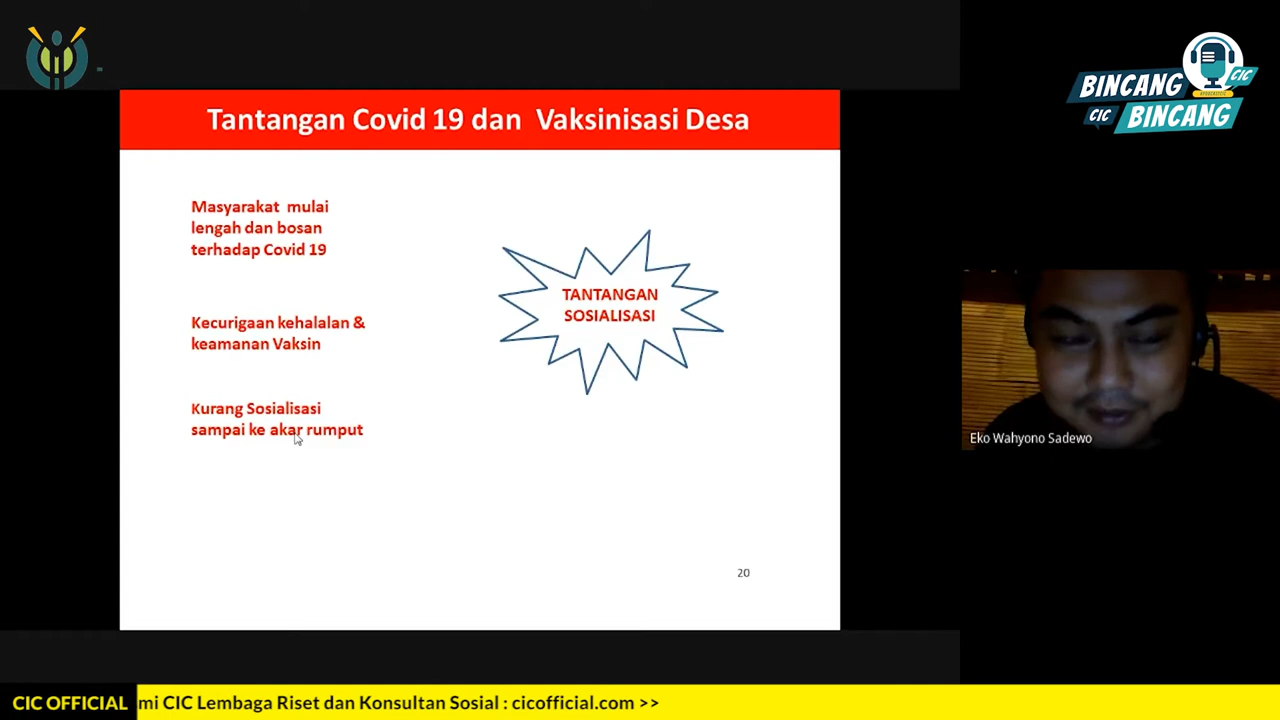 BINCANG
CIC
#PODCASTCIC
CIC
BINCANG
Tantangan Covid 19 dan Vaksinisasi Desa
Masyarakat mulai
lengah dan bosan
terhadap Covid 19
Kecurigaan kehalalan &
keamanan Vaksin
Kurang Sosialisasi
sampai ke akar rumput
TANTANGAN
SOSIALISASI
20
Eko Wahyono Sadewo
CIC OFFICIAL
mi CIC Lembaga Riset dan Konsultan Sosial : cicofficial.com >>